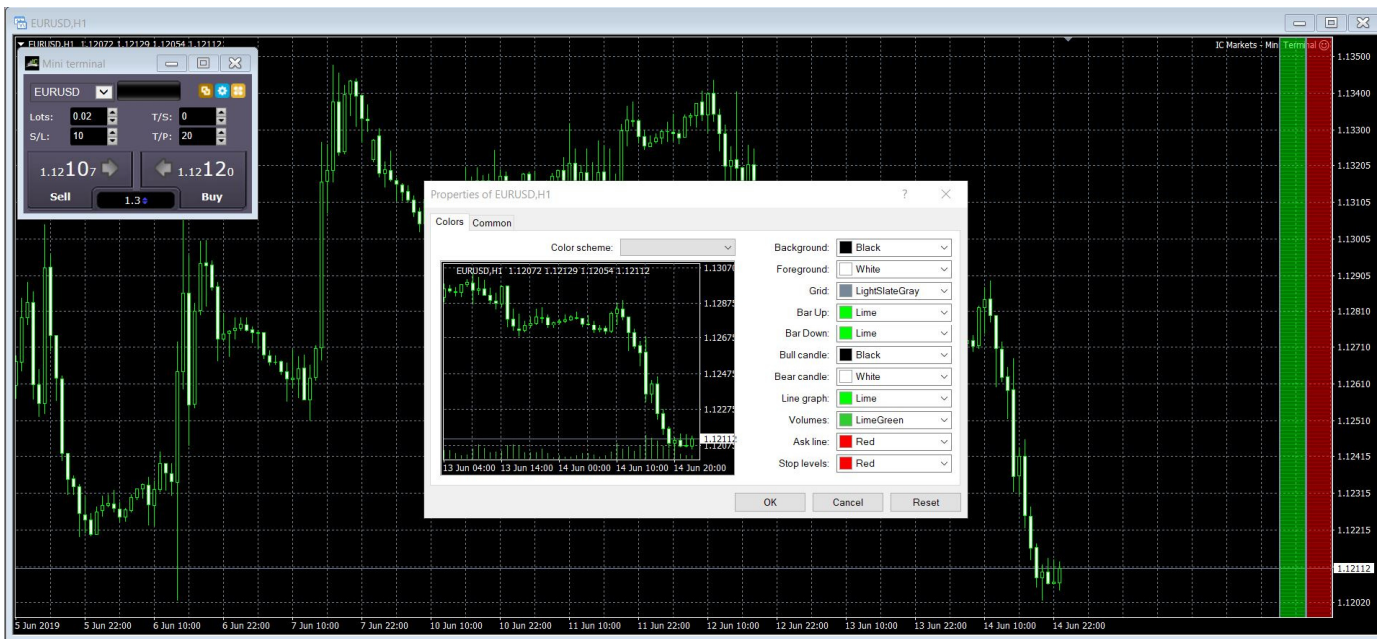 EURUSD,H1
EURUSD,H1 1.12072 1.12129 1.12054 1.12112
IC Markets - Mini Terminal
Mini terminal
EURUSD
Lots: 0.02 T/S: 0
S/L: 10 T/P: 20
1.12107 1.12120
Sell 1.3 Buy
Properties of EURUSD,H1 ?
Colors Common
Color scheme:
EURUSD,H1 1.12072 1.12129 1.12054 1.12112
1.13070
1.12875
1.12675
1.12475
1.12275
1.12112
1.12075
13 Jun 04:00 13 Jun 14:00 14 Jun 00:00 14 Jun 10:00 14 Jun 20:00
Background: Black
Foreground: White
Grid: LightSlateGray
Bar Up: Lime
Bar Down: Lime
Bull candle: Black
Bear candle: White
Line graph: Lime
Volumes: LimeGreen
Ask line: Red
Stop levels: Red
OK Cancel Reset
1.13500
1.13400
1.13300
1.13205
1.13105
1.13005
1.12905
1.12810
1.12710
1.12610
1.12510
1.12415
1.12315
1.12215
1.12112
1.12020
5 Jun 2019 5 Jun 22:00 6 Jun 10:00 6 Jun 22:00 7 Jun 10:00 7 Jun 22:00 10 Jun 10:00 10 Jun 22:00 11 Jun 10:00 11 Jun 22:00 12 Jun 10:00 12 Jun 22:00 13 Jun 10:00 13 Jun 22:00 14 Jun 10:00 14 Jun 22:00